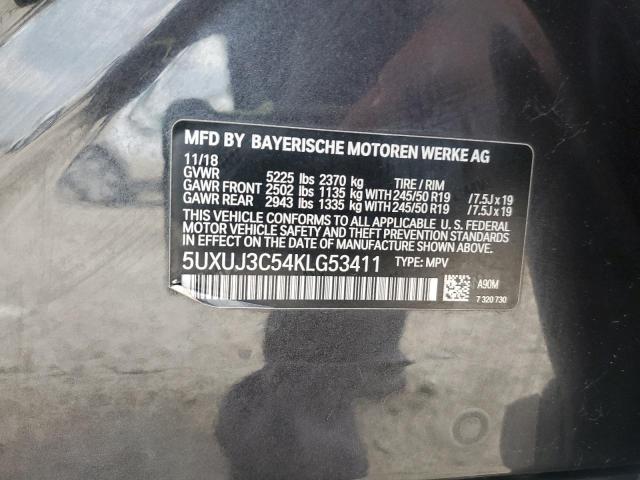 MFD BY BAYERISCHE MOTOREN WERKE AG
11/18
GVWR 5225 lbs 2370 kg TIRE / RIM
GAWR FRONT 2502 lbs 1135 kg WITH 245/50 R19 /7.5J x 19
GAWR REAR 2943 lbs 1335 kg WITH 245/50 R19 /7.5J x 19
THIS VEHICLE CONFORMS TO ALL APPLICABLE U. S. FEDERAL
MOTOR VEHICLE SAFETY AND THEFT PREVENTION STANDARDS
IN EFFECT ON THE DATE OF MANUFACTURE SHOWN ABOVE.
5UXUJ3C54KLG53411 TYPE: MPV
A90M
7 320 730